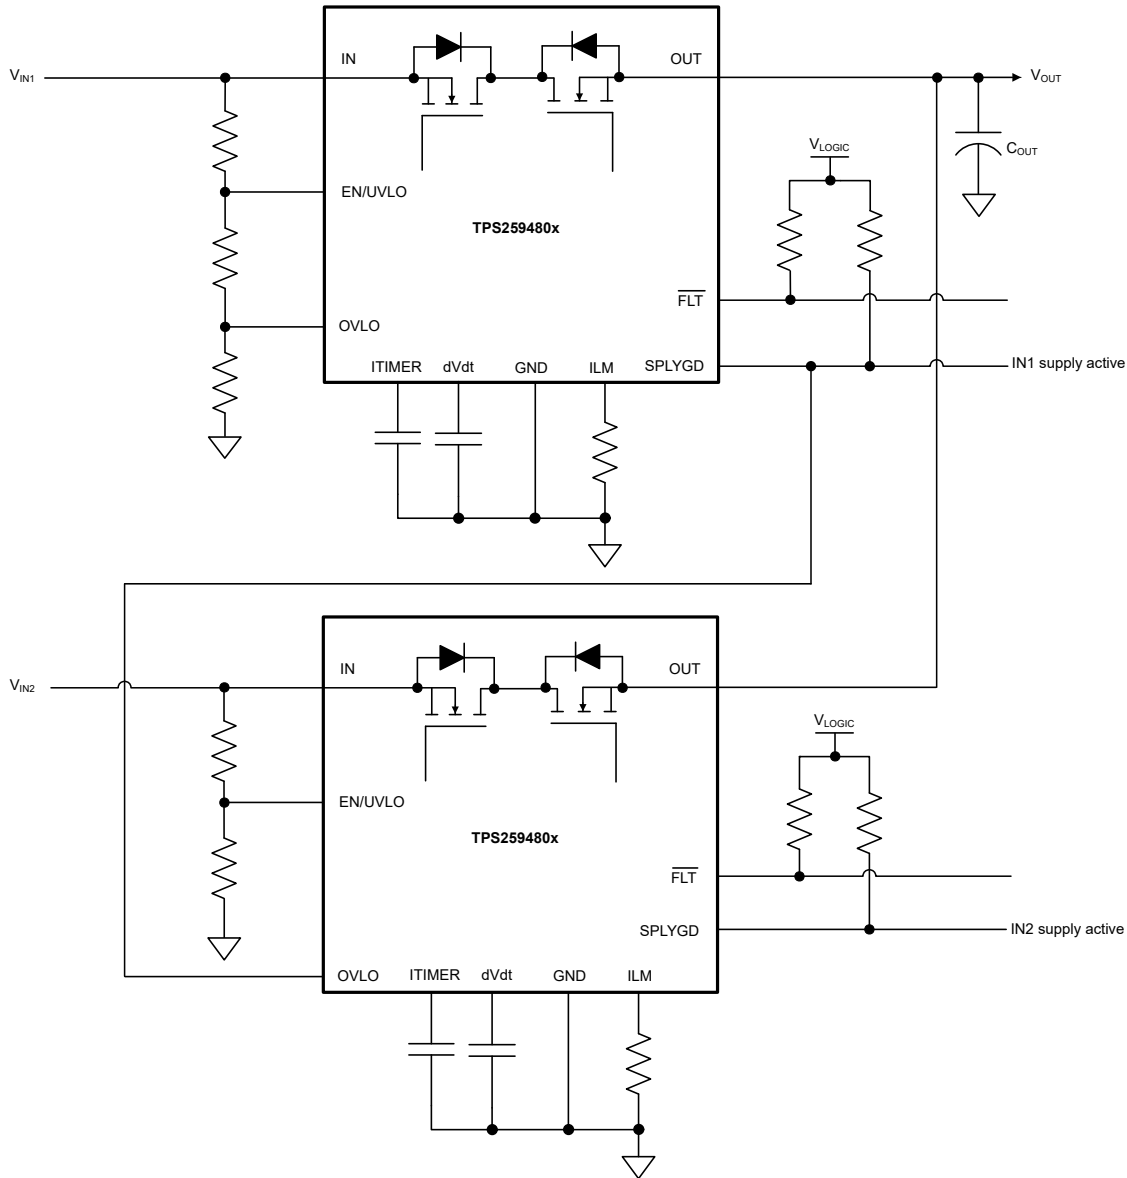 IN
OUT
VIN1
VOUT
VLOGIC
COUT
EN/UVLO
TPS259480x
FLT
OVLO
ITIMER dVdt GND ILM SPLYGD
IN1 supply active
IN
OUT
VIN2
VLOGIC
EN/UVLO
TPS259480x
FLT
SPLYGD
IN2 supply active
OVLO ITIMER dVdt GND ILM